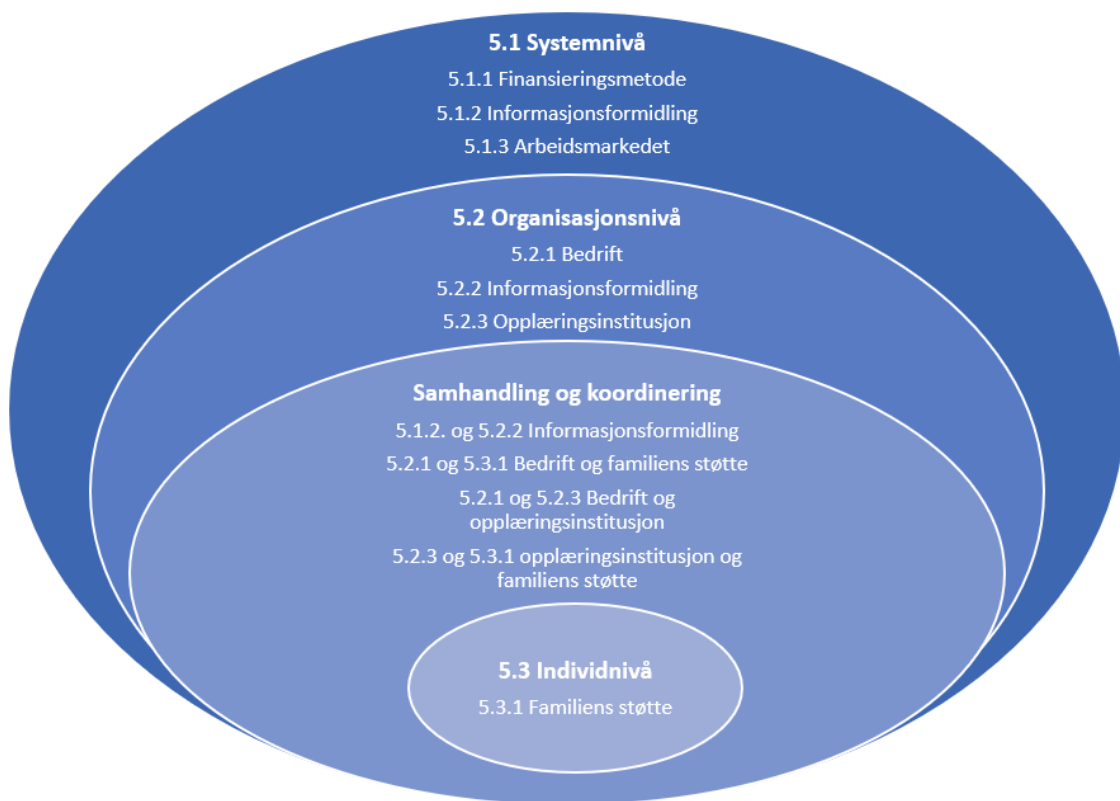 5.1 Systemnivå
5.1.1 Finansieringsmetode
5.1.2 Informasjonsformidling
5.1.3 Arbeidsmarkedet
5.2 Organisasjonsnivå
5.2.1 Bedrift
5.2.2 Informasjonsformidling
5.2.3 Opplæringsinstitusjon
Samhandling og koordinering
5.1.2. og 5.2.2 Informasjonsformidling
5.2.1 og 5.3.1 Bedrift og familiens støtte
5.2.1 og 5.2.3 Bedrift og
opplæringsinstitusjon
5.2.3 og 5.3.1 opplæringsinstitusjon og
familiens støtte
5.3 Individnivå
5.3.1 Familiens støtte